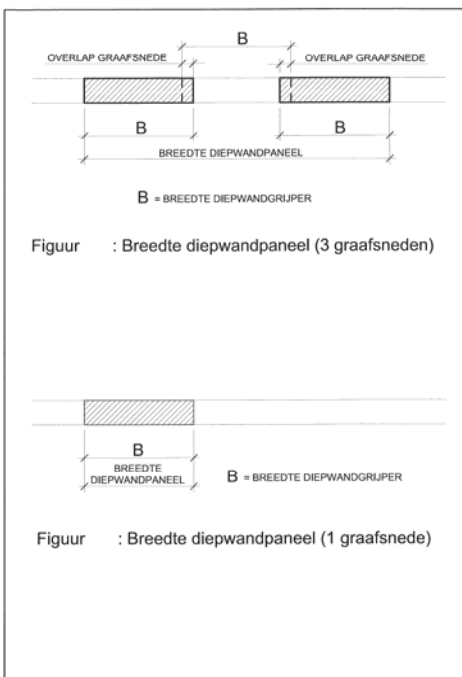 B
OVERLAP GRAAFSNEDE OVERLAP GRAAFSNEDE
B B
BREEDTE DIEPWANDPANEEL
B = BREEDTE DIEPWANDGRIJPER
Figuur : Breedte diepwandpaneel (3 graafsneden)
B
BREEDTE
DIEPWANDPANEEL
B = BREEDTE DIEPWANDGRIJPER
Figuur : Breedte diepwandpaneel (1 graafsnede)